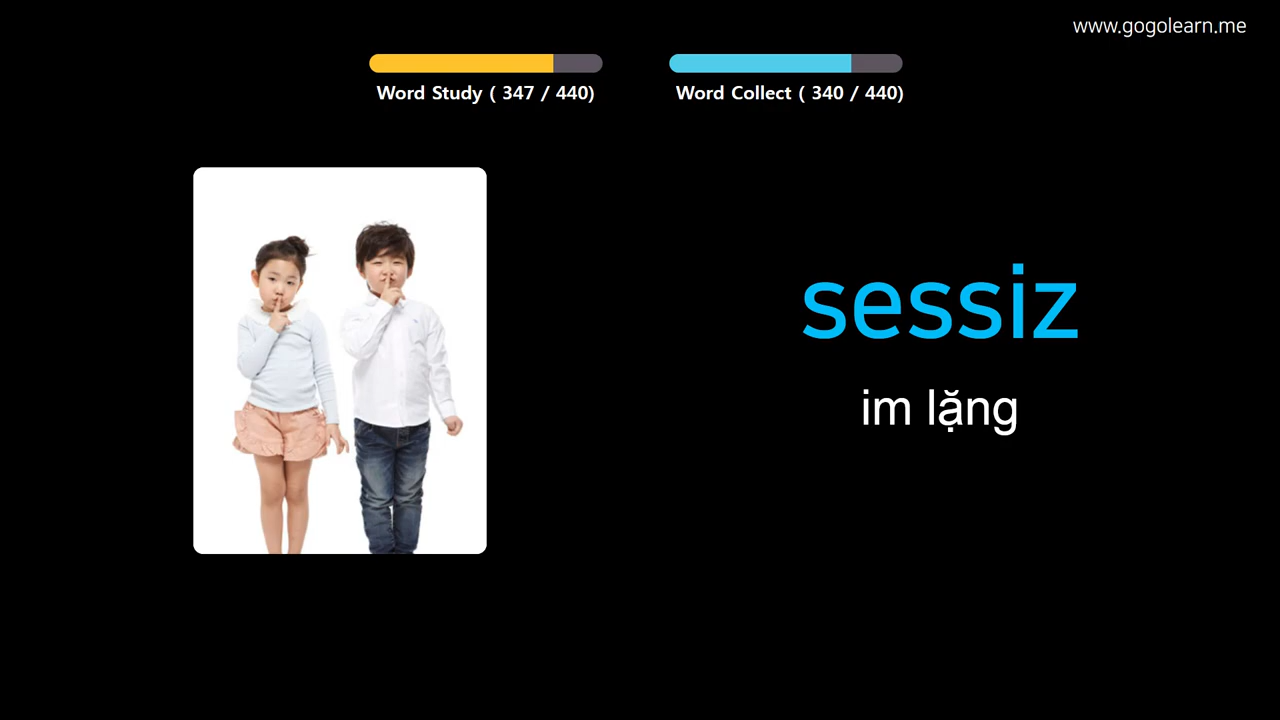 www.gogolearn.me
Word Study ( 347 / 440)
Word Collect ( 340 / 440)
sessiz
im lặng